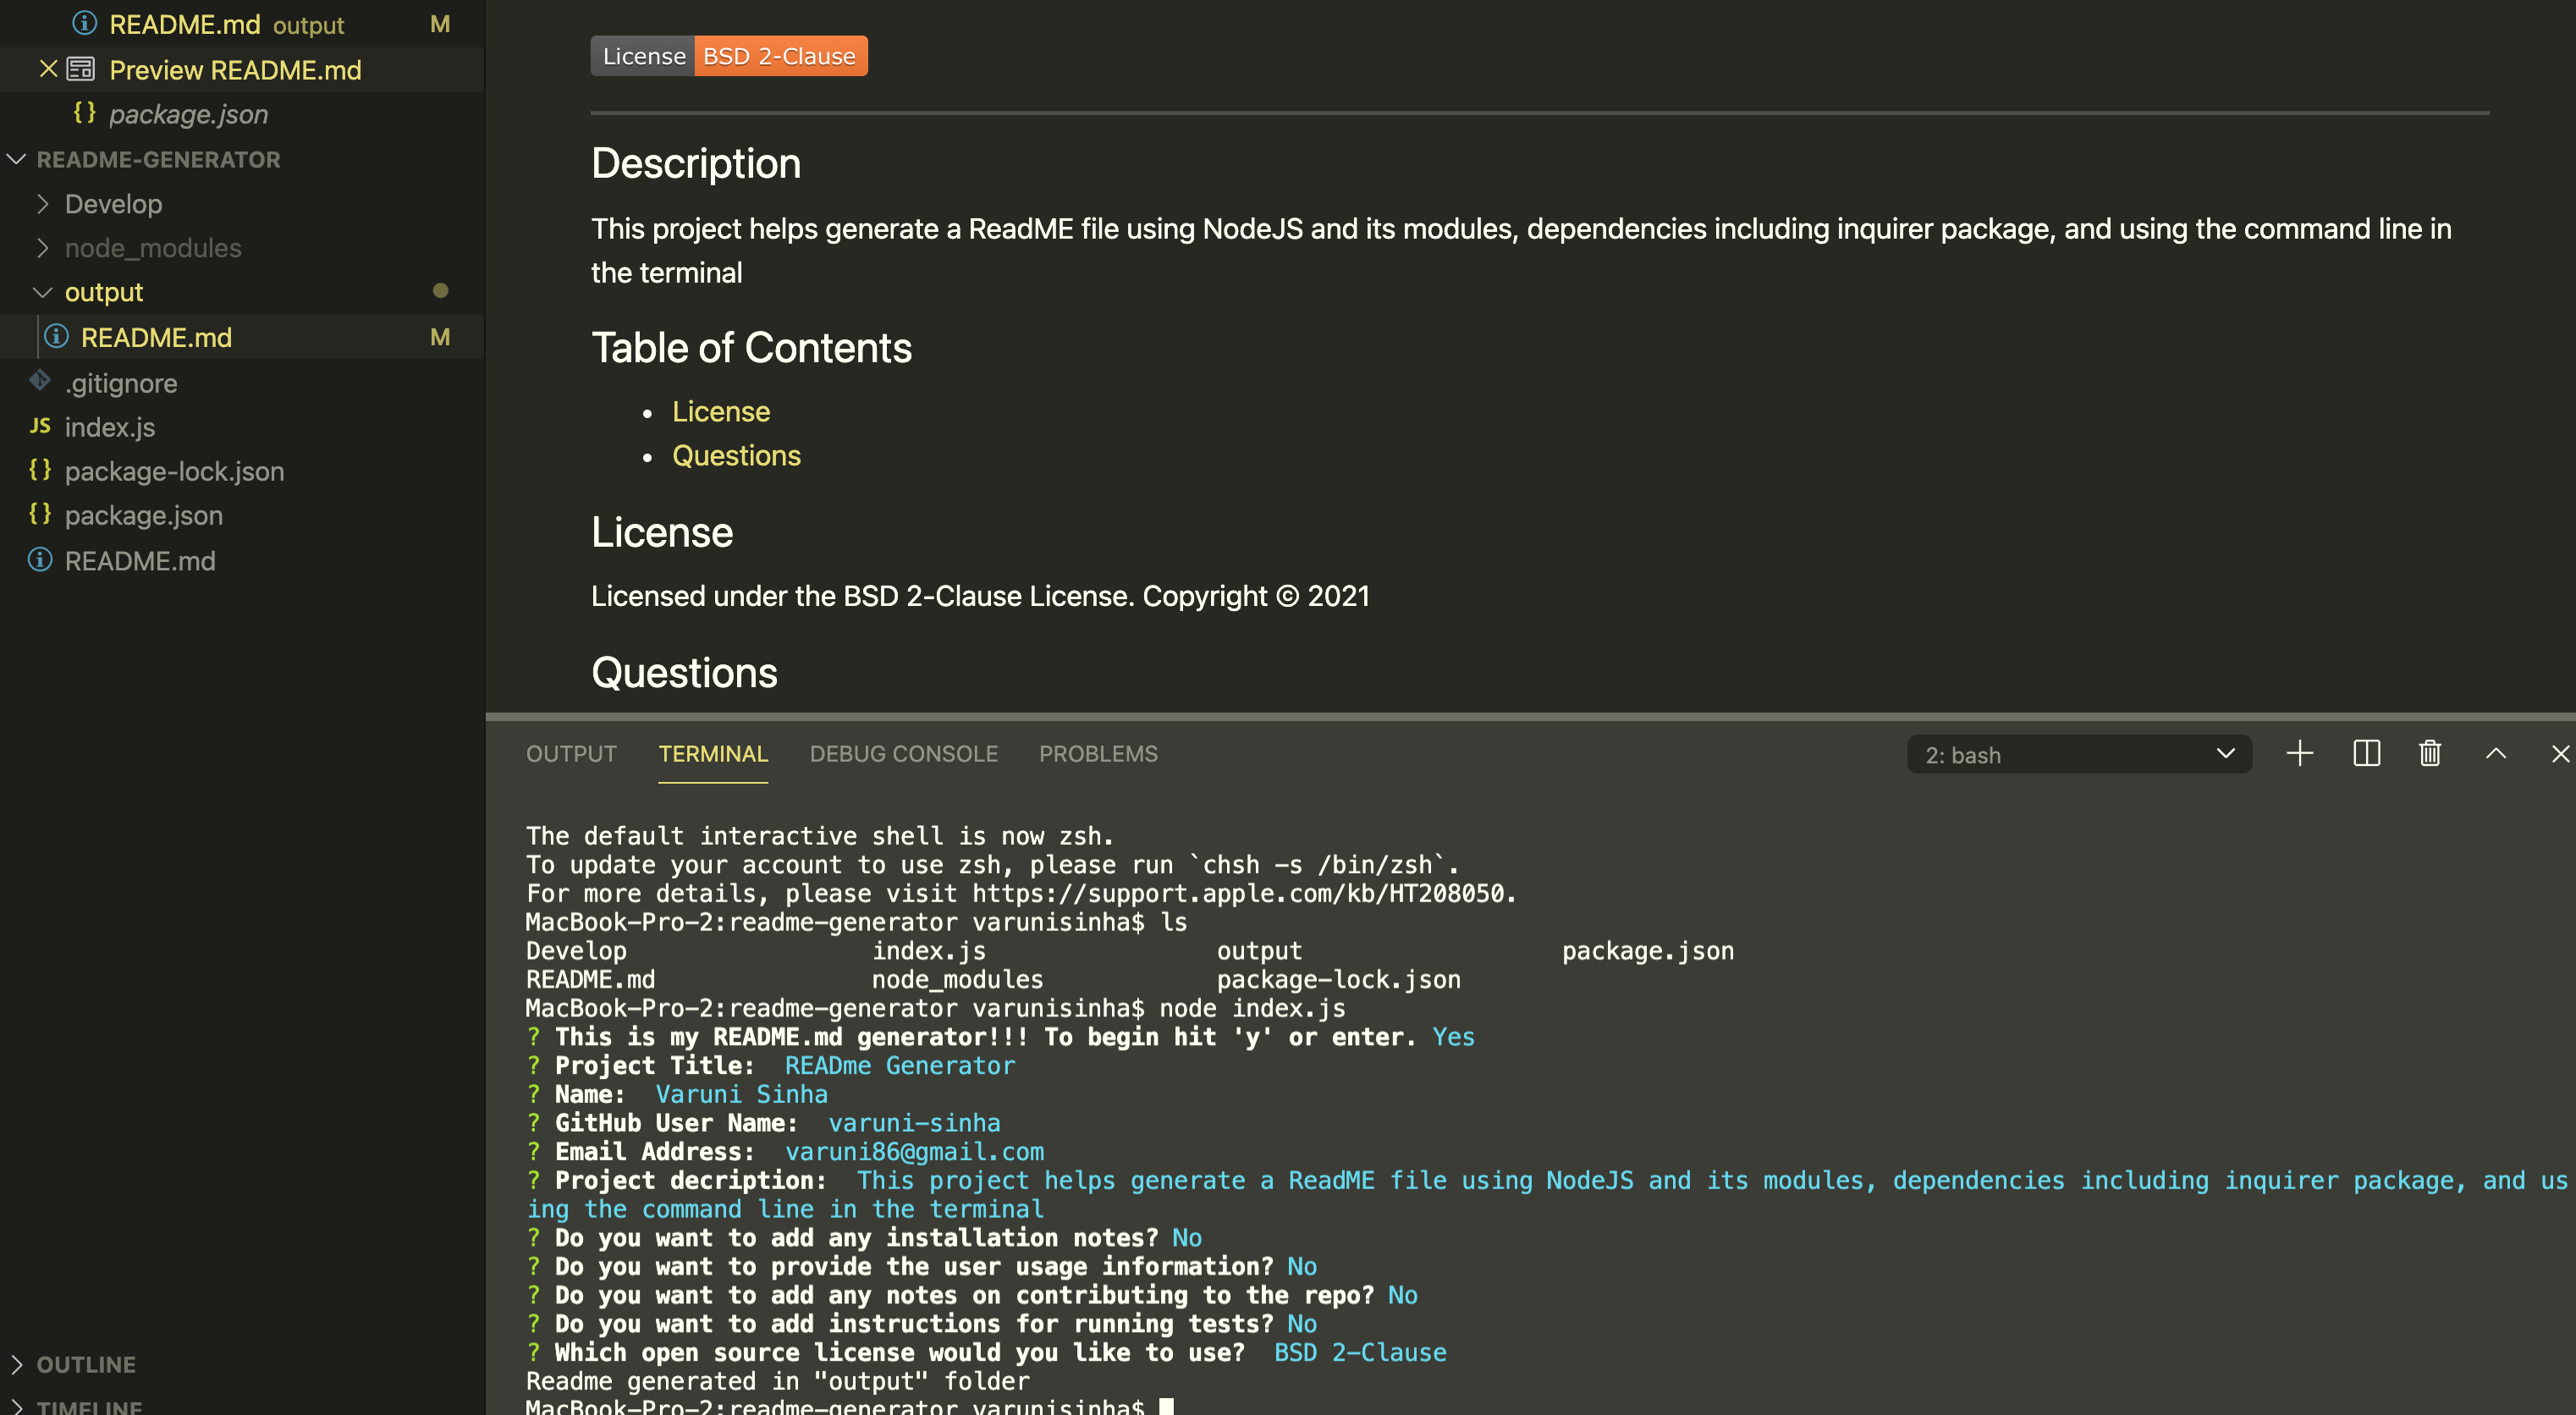 README.md output M
Preview README.md
package.json
README-GENERATOR
Develop
node_modules
output
README.md M
.gitignore
JS index.js
package-lock.json
package.json
README.md
OUTLINE
TIMELINE
License BSD 2-Clause
Description
This project helps generate a ReadME file using NodeJS and its modules, dependencies including inquirer package, and using the command line in
the terminal
Table of Contents
• License
• Questions
License
Licensed under the BSD 2-Clause License. Copyright © 2021
Questions
OUTPUT TERMINAL DEBUG CONSOLE PROBLEMS 2: bash
The default interactive shell is now zsh.
To update your account to use zsh, please run `chsh -s /bin/zsh`.
For more details, please visit https://support.apple.com/kb/HT208050.
MacBook-Pro-2:readme-generator varunisinha$ ls
Develop index.js output package.json
README.md node_modules package-lock.json
MacBook-Pro-2:readme-generator varunisinha$ node index.js
? This is my README.md generator!!! To begin hit 'y' or enter. Yes
? Project Title: READme Generator
? Name: Varuni Sinha
? GitHub User Name: varuni-sinha
? Email Address: varuni86@gmail.com
? Project decription: This project helps generate a ReadME file using NodeJS and its modules, dependencies including inquirer package, and us
ing the command line in the terminal
? Do you want to add any installation notes? No
? Do you want to provide the user usage information? No
? Do you want to add any notes on contributing to the repo? No
? Do you want to add instructions for running tests? No
? Which open source license would you like to use? BSD 2-Clause
Readme generated in "output" folder
MacBook-Pro-2:readme-generator varunisinha$